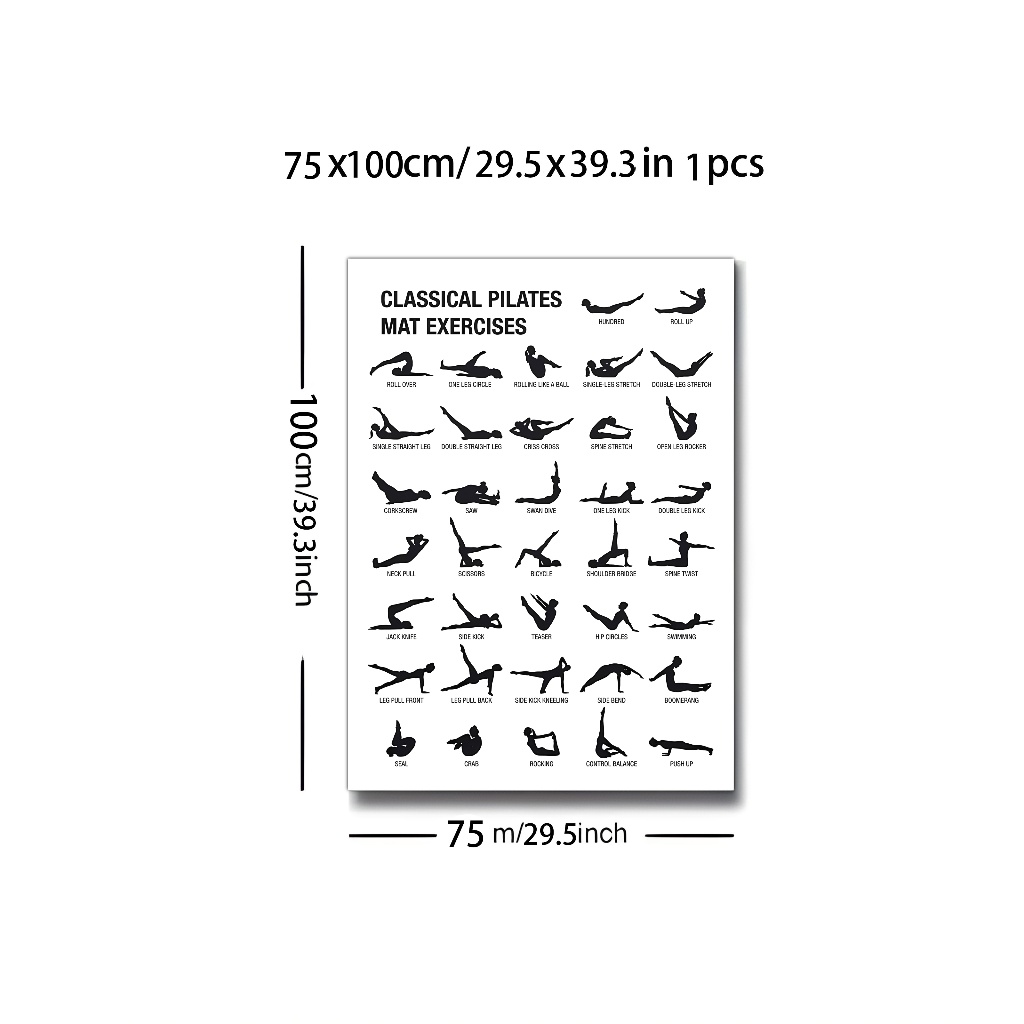 75x100cm/ 29.5x39.3in 1pcs
CLASSICAL PILATES
MAT EXERCISES
HUNDRED
ROLL UP
ROLL OVER
ONE LEG CIRCLE
ROLLING LIKE A BALL
SINGLE-LEG STRETCH
DOUBLE-LEG STRETCH
SINGLE STRAIGHT LEG
DOUBLE STRAIGHT LEG
CRISS CROSS
SPINE STRETCH
OPEN LEG ROCKER
CORKSCREW
SAW
SWAN DIVE
ONE LEG KICK
DOUBLE LEG KICK
NECK PULL
SCISSORS
BICYCLE
SHOULDER BRIDGE
SPINE TWIST
JACK KNIFE
SIDE KICK
TEASER
HIP CIRCLES
SWIMMING
LEG PULL FRONT
LEG PULL BACK
SIDE KICK KNEELING
SIDE BEND
BOOMERANG
SEAL
CRAB
ROCKING
CONTROL BALANCE
PUSH UP
100cm/39.3inch
75 m/29.5inch